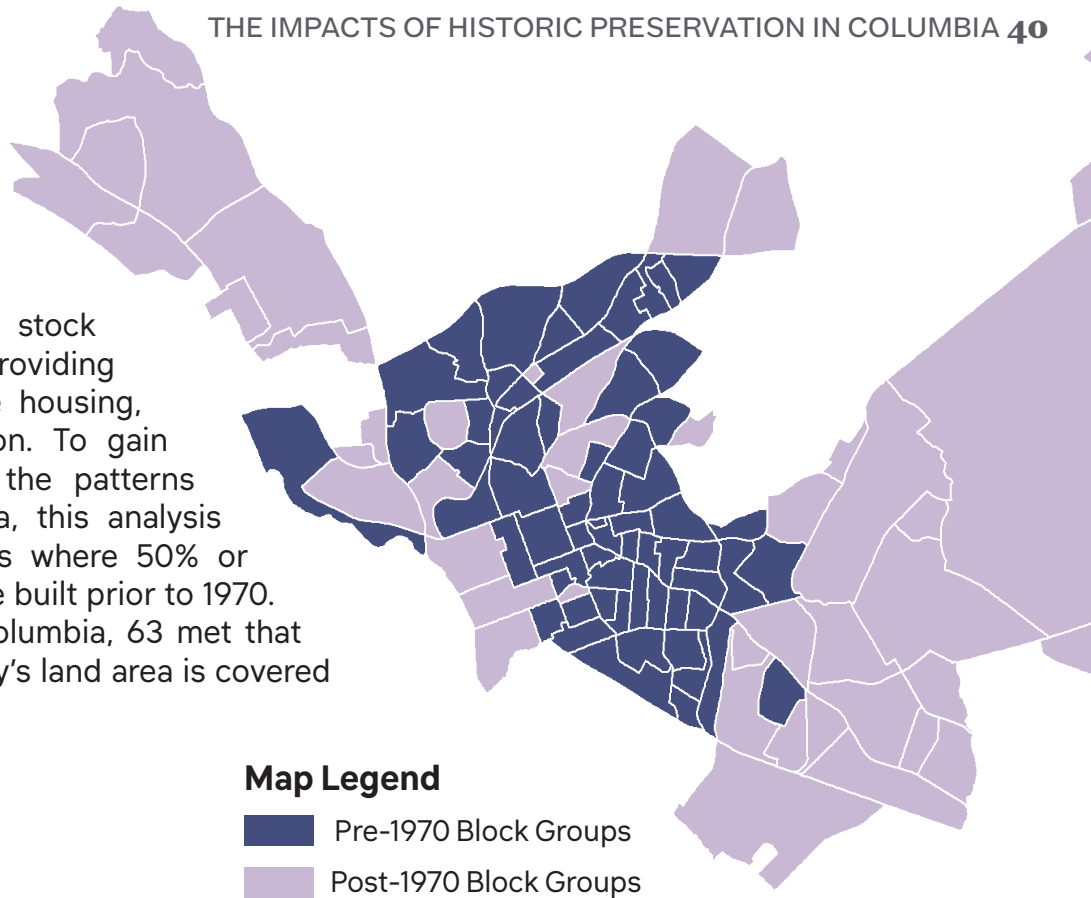 THE IMPACTS OF HISTORIC PRESERVATION IN COLUMBIA 40
stock
roviding
housing,
on. To gain
the patterns
a, this analysis
s where 50% or
e built prior to 1970.
olumbia, 63 met that
y’s land area is covered
Map Legend
Pre-1970 Block Groups
Post-1970 Block Groups